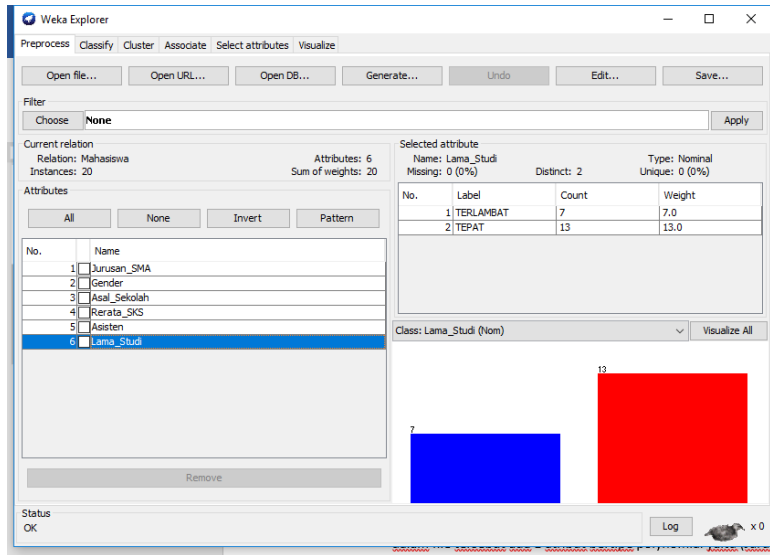 Weka Explorer
Preprocess Classify Cluster Associate Select attributes Visualize
Open file... Open URL... Open DB... Generate... Undo Edit... Save...
Filter
Choose None Apply
Current relation
Relation: Mahasiswa Attributes: 6
Instances: 20 Sum of weights: 20
Attributes
All None Invert Pattern
No. Name
1 Jurusan_SMA
2 Gender
3 Asal_Sekolah
4 Rerata_SKS
5 Asisten
6 Lama_Studi
Remove
Selected attribute
Name: Lama_Studi Type: Nominal
Missing: 0 (0%) Distinct: 2 Unique: 0 (0%)
No. Label Count Weight
1 TERLAMBAT 7 7.0
2 TEPAT 13 13.0
Class: Lama_Studi (Nom) Visualize All
13
7
Status
OK
Log x 0